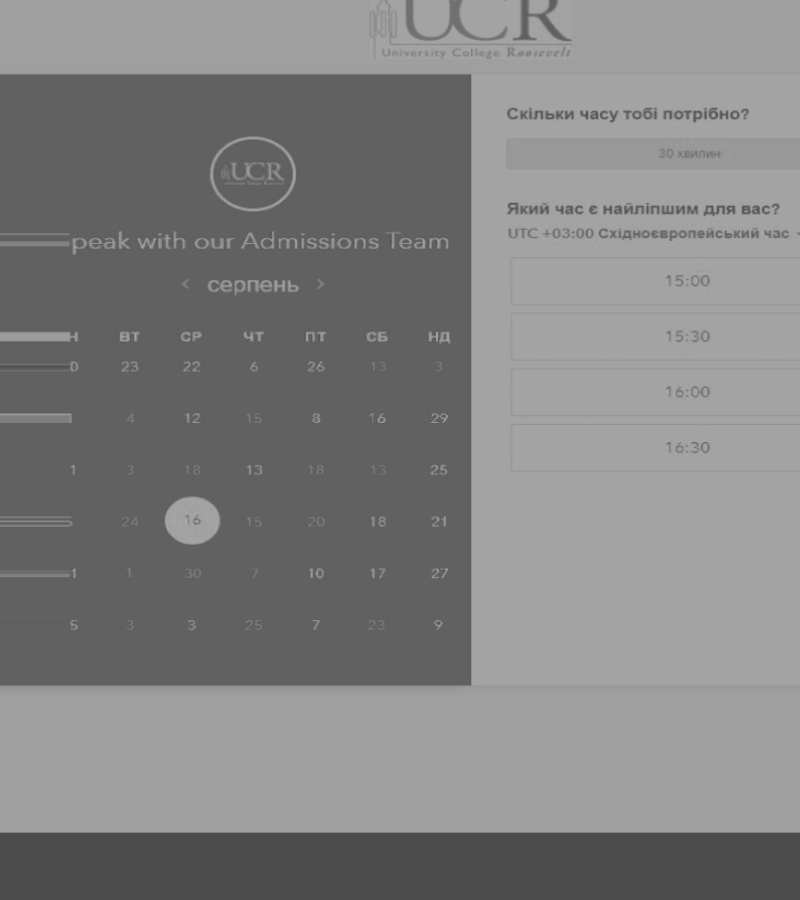 UCR
University College Roosevelt
UCR
peak with our Admissions Team
< серпень >
Н ВТ СР ЧТ ПТ СБ НД
0 23 22 6 26 13 3
4 12 15 8 16 29
1 3 18 13 18 13 25
24 16 15 20 18 21
1 1 30 7 10 17 27
5 3 3 25 7 23 9
Скільки часу тобі потрібно?
30 хвилин
Який час є найліпшим для вас?
UTC +03:00 Східноєвропейський час
15:00
15:30
16:00
16:30